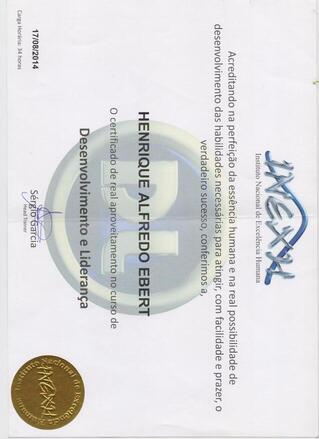 INEXH
Instituto Nacional de Excelência Humana
Acreditando na perfeição da essência humana e na real possibilidade de
desenvolvimento das habilidades necessárias para atingir, com facilidade e prazer, o
verdadeiro sucesso, conferimos a,
DL
HENRIQUE ALFREDO EBERT
O certificado de real aproveitamento no curso de
Desenvolvimento e Liderança
17/08/2014
Sérgio Garcia
Head Trainer
Carga Horária: 34 horas
Nacional de Excelência
INEXH